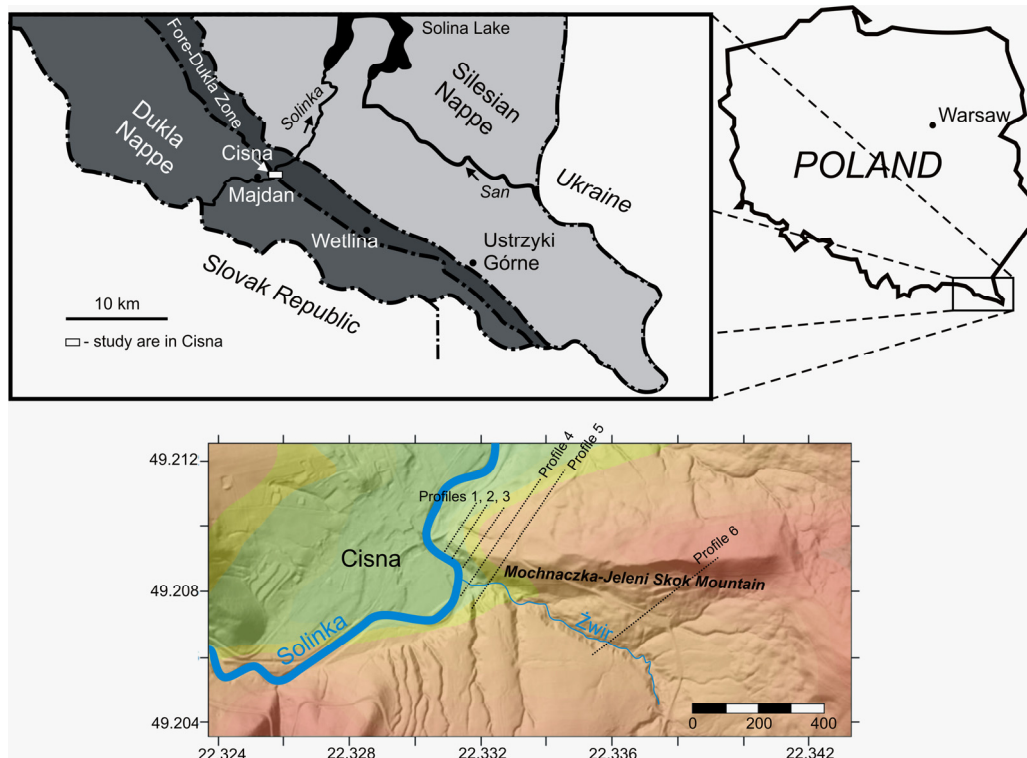 Solina Lake
Fore-Dukla Zone
Silesian
Nappe
Solinka
Dukla
Nappe
Cisna
Majdan
San
Ukraine
Wetlina
Ustrzyki
Górne
Slovak Republic
10 km
- study are in Cisna
Warsaw
POLAND
49.212
49.208
49.204
Profile 4
Profile 5
Profiles 1, 2, 3
Cisna
Profile 6
Mochnaczka-Jeleni Skok Mountain
Solinka
Żwir
0 200 400
22.324 22.328 22.332 22.336 22.342